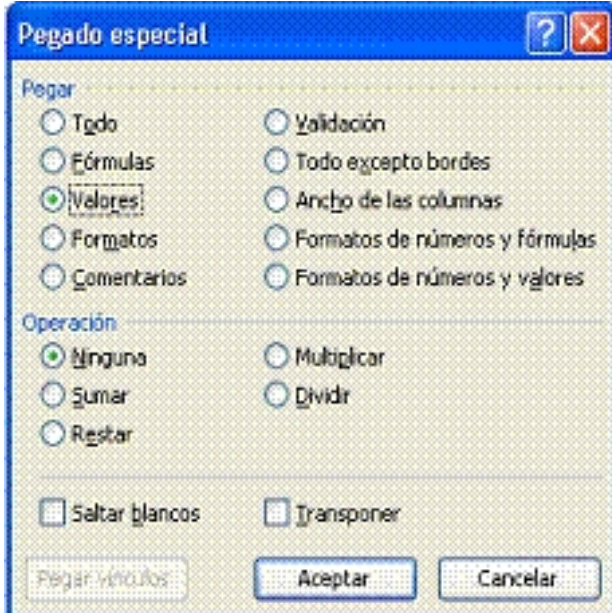 Pegado especial
Pegar
Todo
Validación
Fórmulas
Todo excepto bordes
Valores
Ancho de las columnas
Formatos
Formatos de números y fórmulas
Comentarios
Formatos de números y valores
Operación
Ninguna
Multiplicar
Sumar
Dividir
Restar
Saltar blancos
Transponer
Pegar vínculos
Aceptar
Cancelar